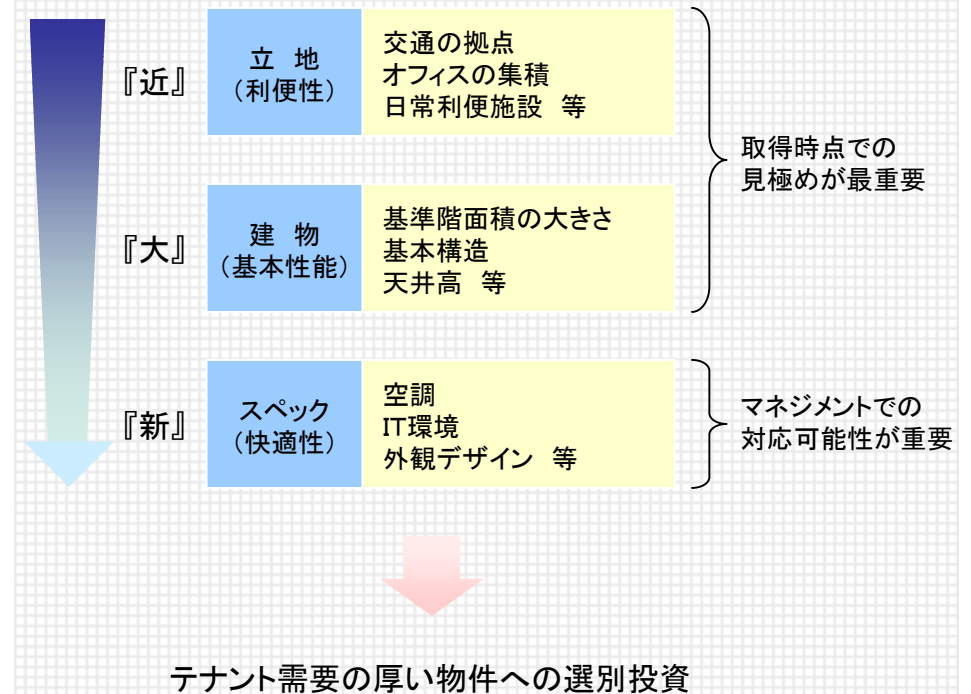 『近』
立　地
（利便性）
交通の拠点
オフィスの集積
日常利便施設　等
取得時点での
見極めが最重要
『大』
建　物
（基本性能）
基準階面積の大きさ
基本構造
天井高　等
『新』
スペック
（快適性）
空調
IT環境
外観デザイン　等
マネジメントでの
対応可能性が重要
テナント需要の厚い物件への選別投資